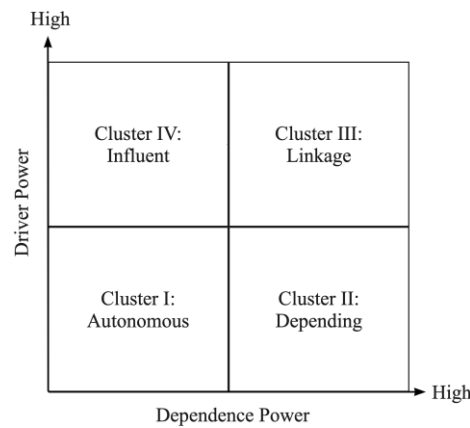 High
Cluster IV:
Influent
Cluster III:
Linkage
Driver Power
Cluster I:
Autonomous
Cluster II:
Depending
High
Dependence Power